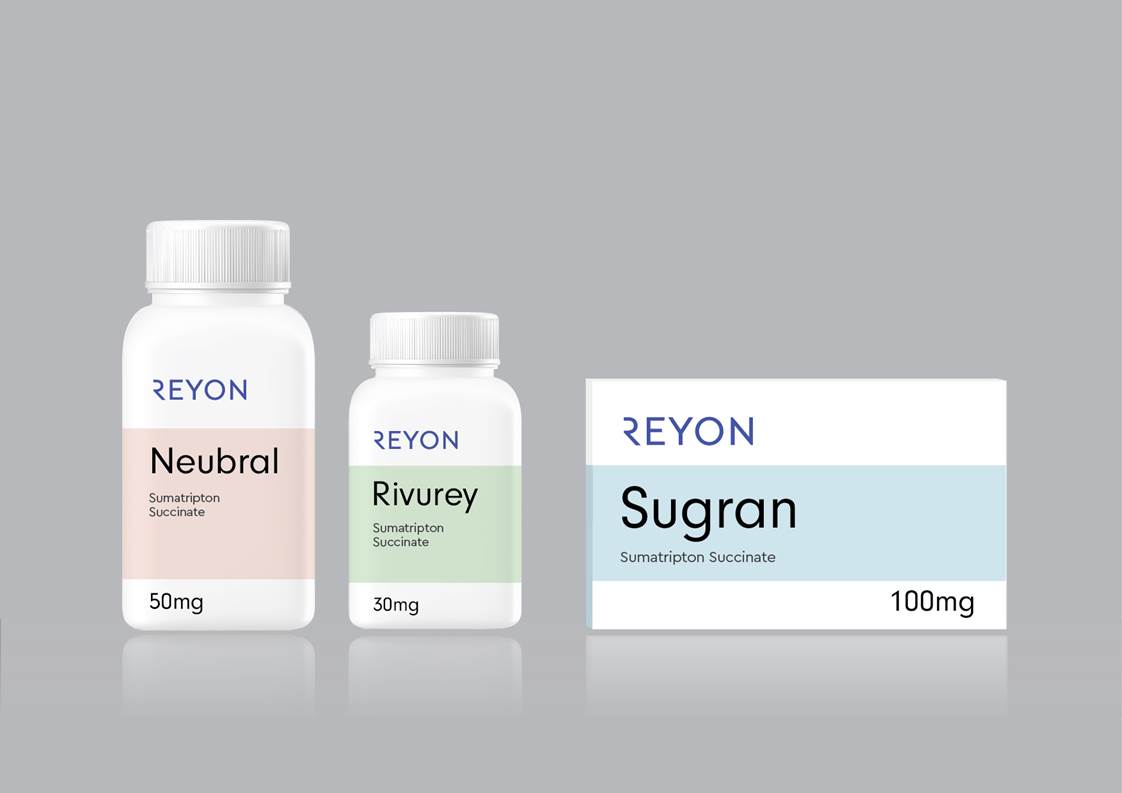 REYON
Neubral
Sumatripton
Succinate
50mg
REYON
Rivurey
Sumatripton
Succinate
30mg
REYON
Sugran
Sumatripton Succinate
100mg